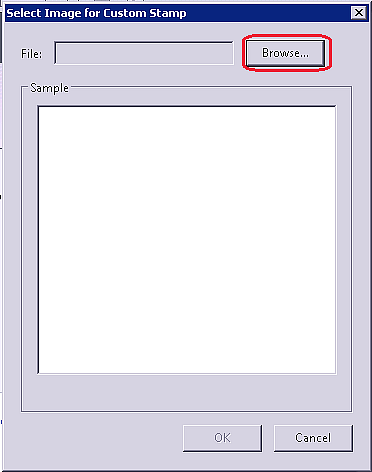 Select Image for Custom Stamp
File:
Browse...
Sample
OK
Cancel